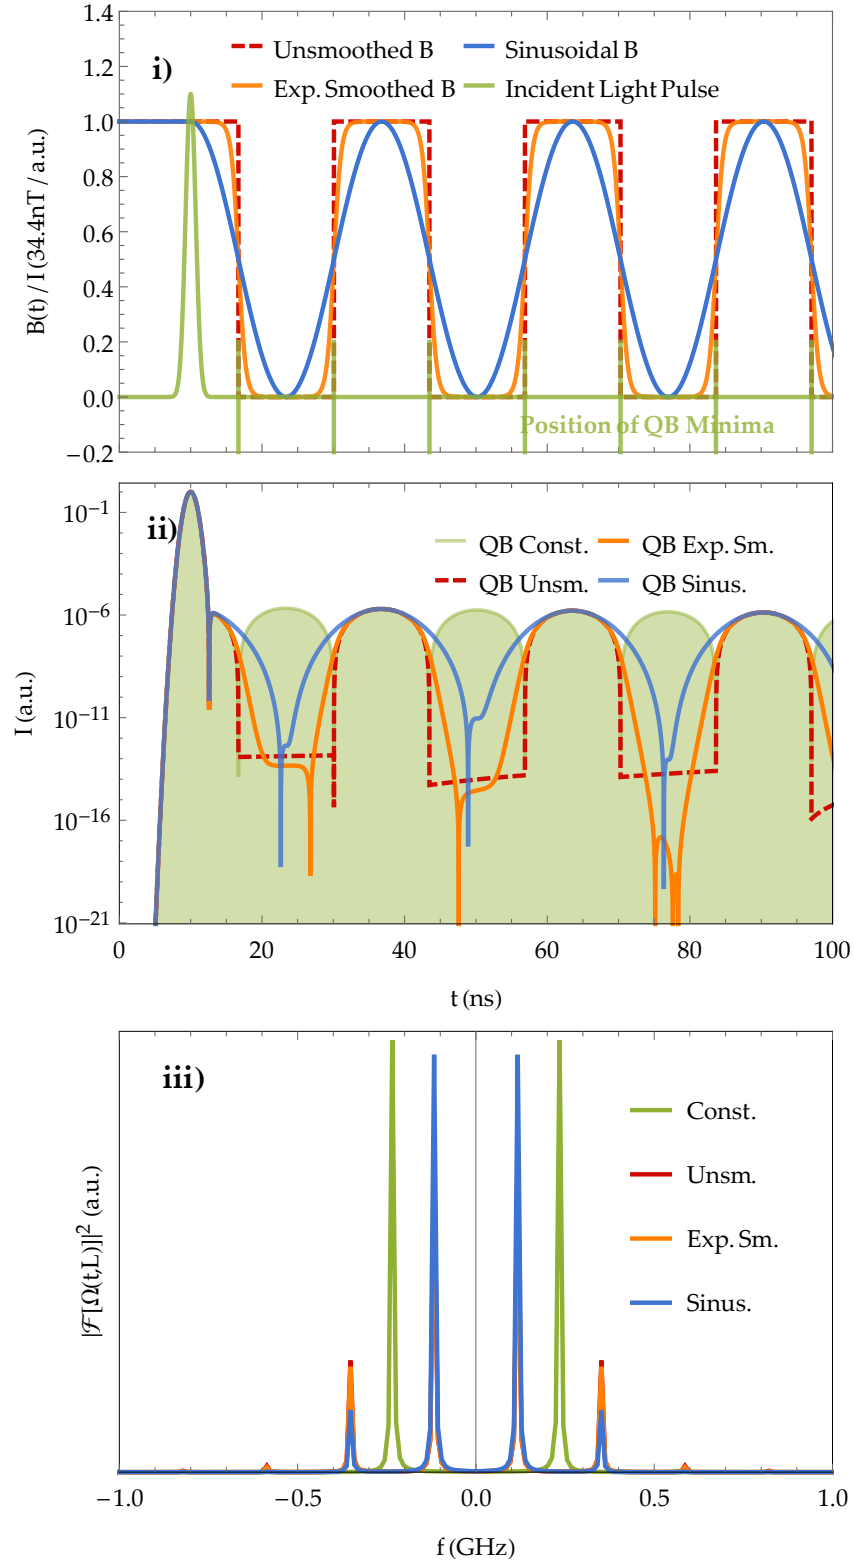 i)
Unsmoothed B
Sinusoidal B
Exp. Smoothed B
Incident Light Pulse
B(t) / I (34.4nT / a.u.)
1.4
1.2
1.0
0.8
0.6
0.4
0.2
0.0
−0.2
Position of QB Minima
ii)
QB Const.
QB Exp. Sm.
QB Unsm.
QB Sinus.
I (a.u.)
10−1
10−6
10−11
10−16
10−21
0 20 40 60 80 100
t (ns)
iii)
Const.
Unsm.
Exp. Sm.
Sinus.
|ℱ[Ω(t,L)]|² (a.u.)
−1.0 −0.5 0.0 0.5 1.0
f (GHz)